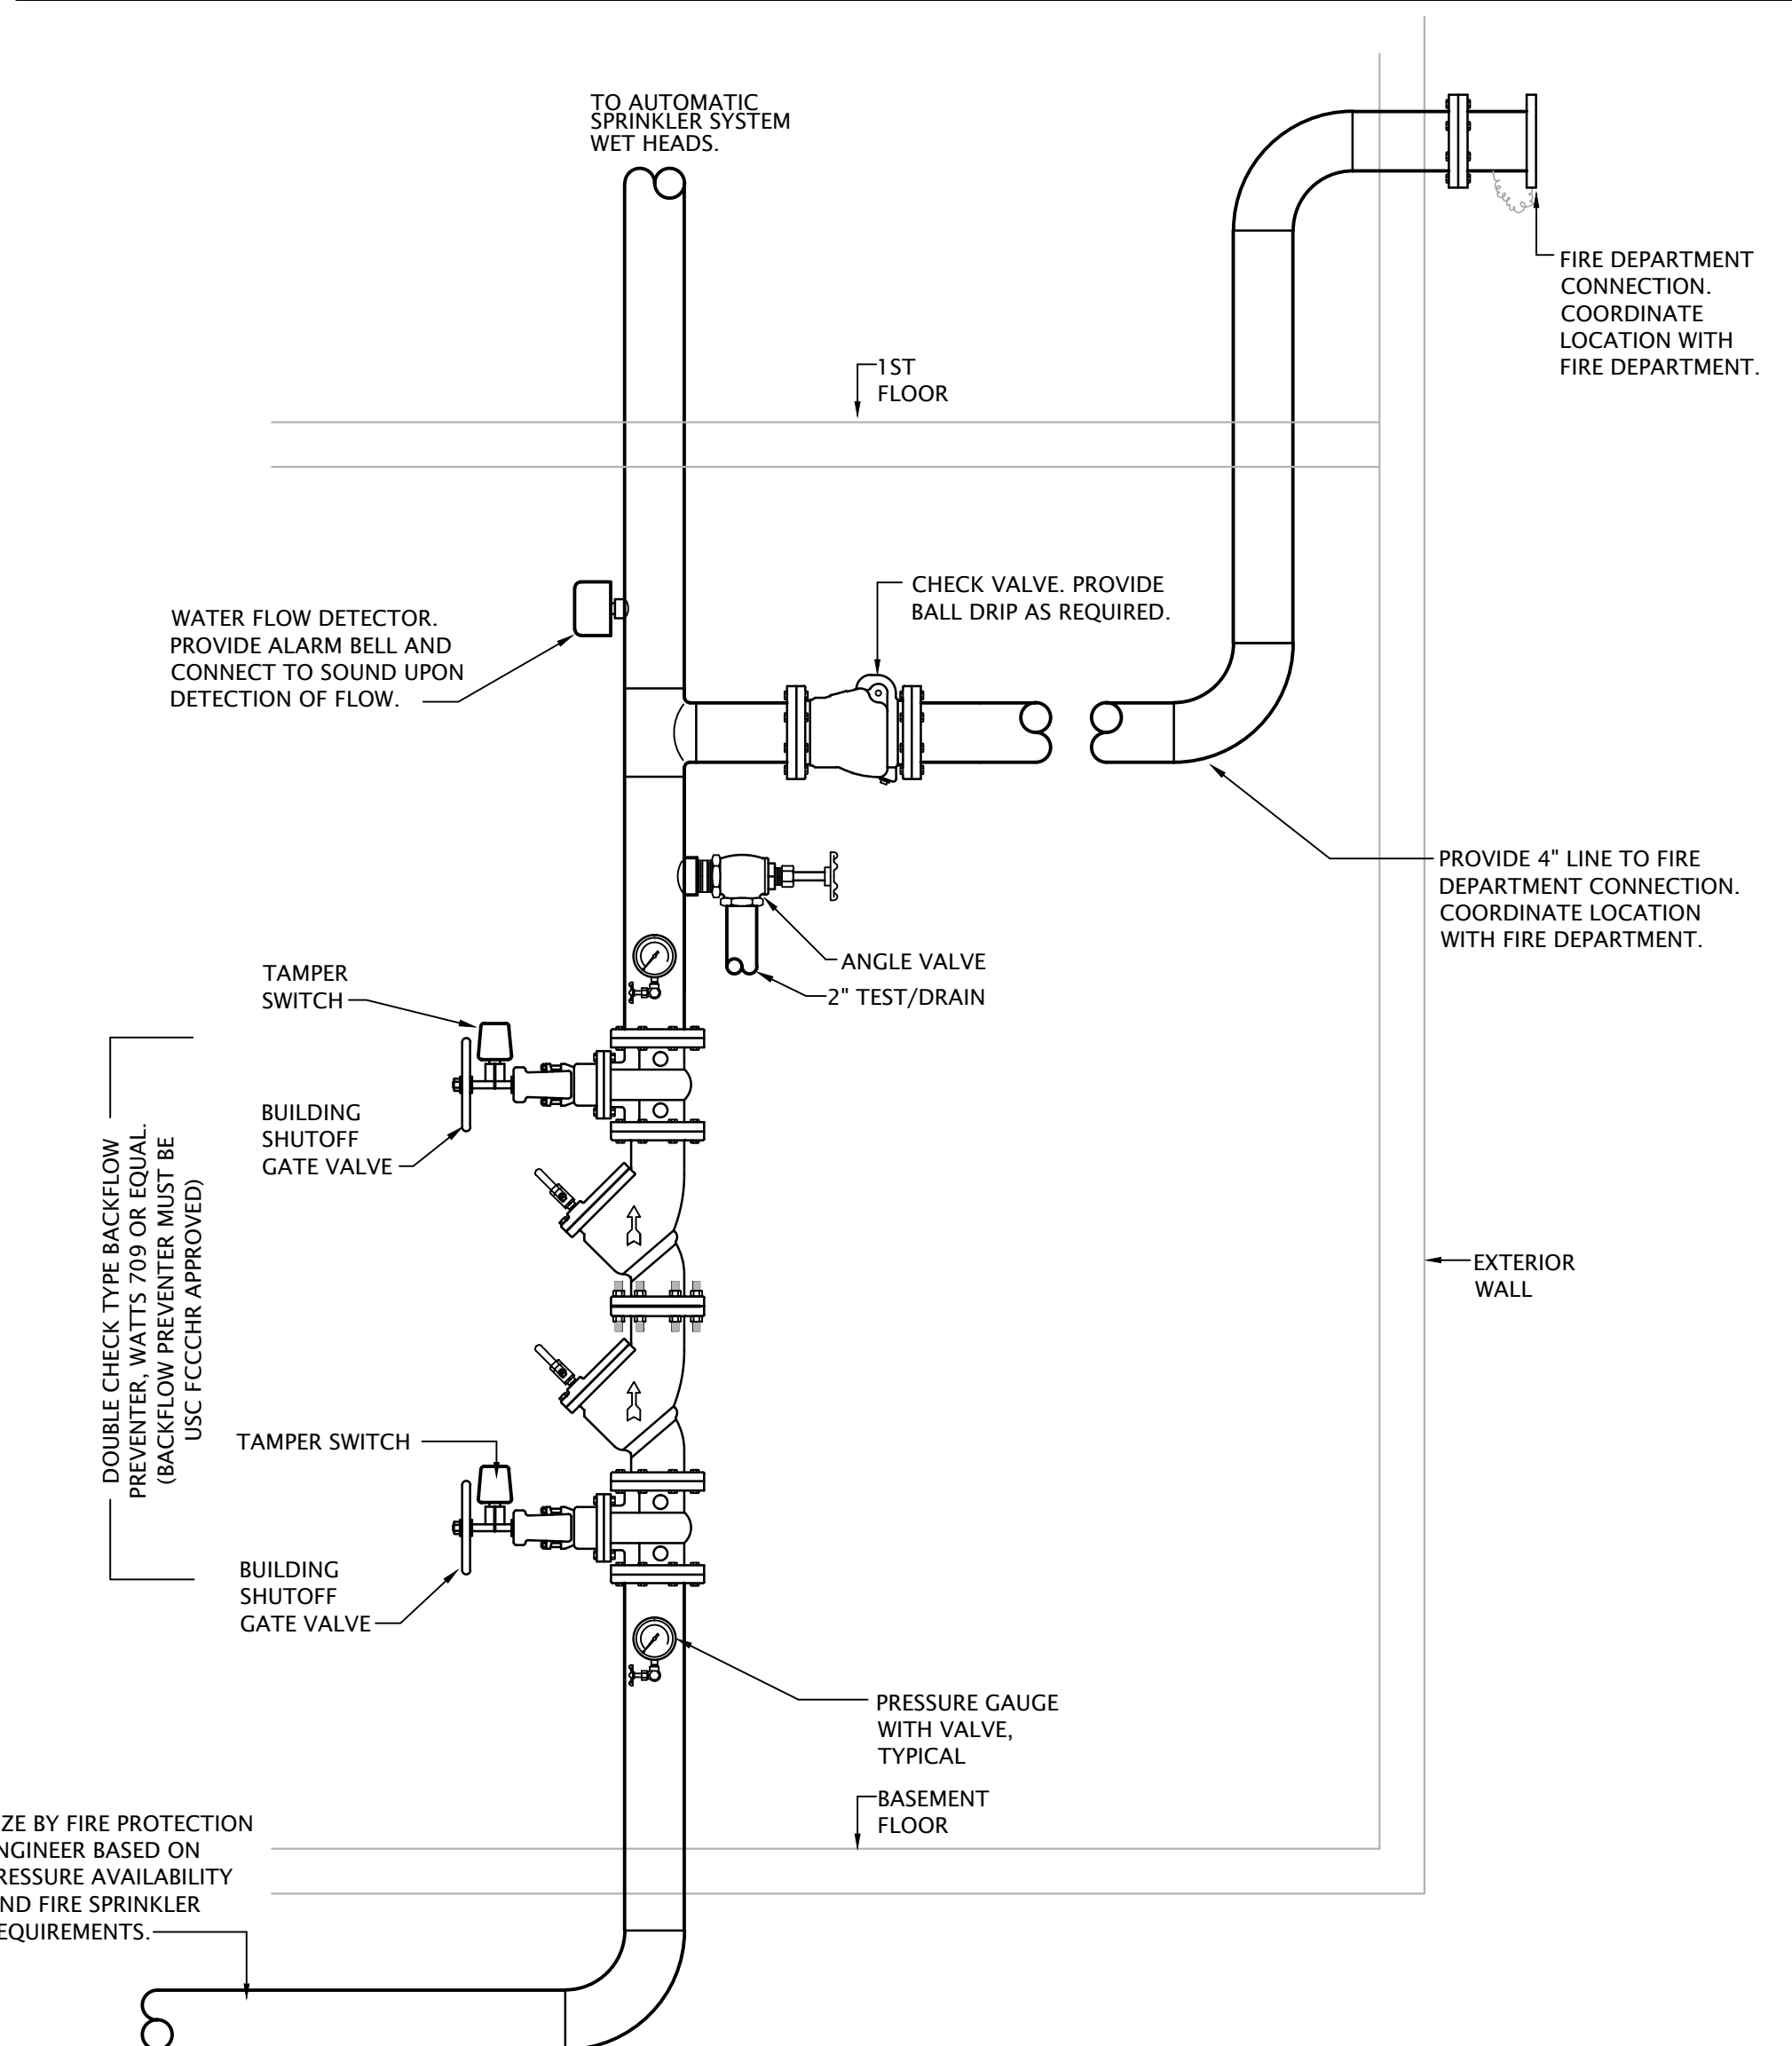 TO AUTOMATIC
SPRINKLER SYSTEM
WET HEADS.
FIRE DEPARTMENT
CONNECTION.
COORDINATE
LOCATION WITH
FIRE DEPARTMENT.
1ST
FLOOR
CHECK VALVE. PROVIDE
BALL DRIP AS REQUIRED.
WATER FLOW DETECTOR.
PROVIDE ALARM BELL AND
CONNECT TO SOUND UPON
DETECTION OF FLOW.
PROVIDE 4" LINE TO FIRE
DEPARTMENT CONNECTION.
COORDINATE LOCATION
WITH FIRE DEPARTMENT.
ANGLE VALVE
2" TEST/DRAIN
TAMPER
SWITCH
BUILDING
SHUTOFF
GATE VALVE
DOUBLE CHECK TYPE BACKFLOW
PREVENTER, WATTS 709 OR EQUAL.
(BACKFLOW PREVENTER MUST BE
USC FCCCHR APPROVED)
EXTERIOR
WALL
TAMPER SWITCH
BUILDING
SHUTOFF
GATE VALVE
PRESSURE GAUGE
WITH VALVE,
TYPICAL
BASEMENT
FLOOR
IZE BY FIRE PROTECTION
NGINEER BASED ON
RESSURE AVAILABILITY
ND FIRE SPRINKLER
EQUIREMENTS.